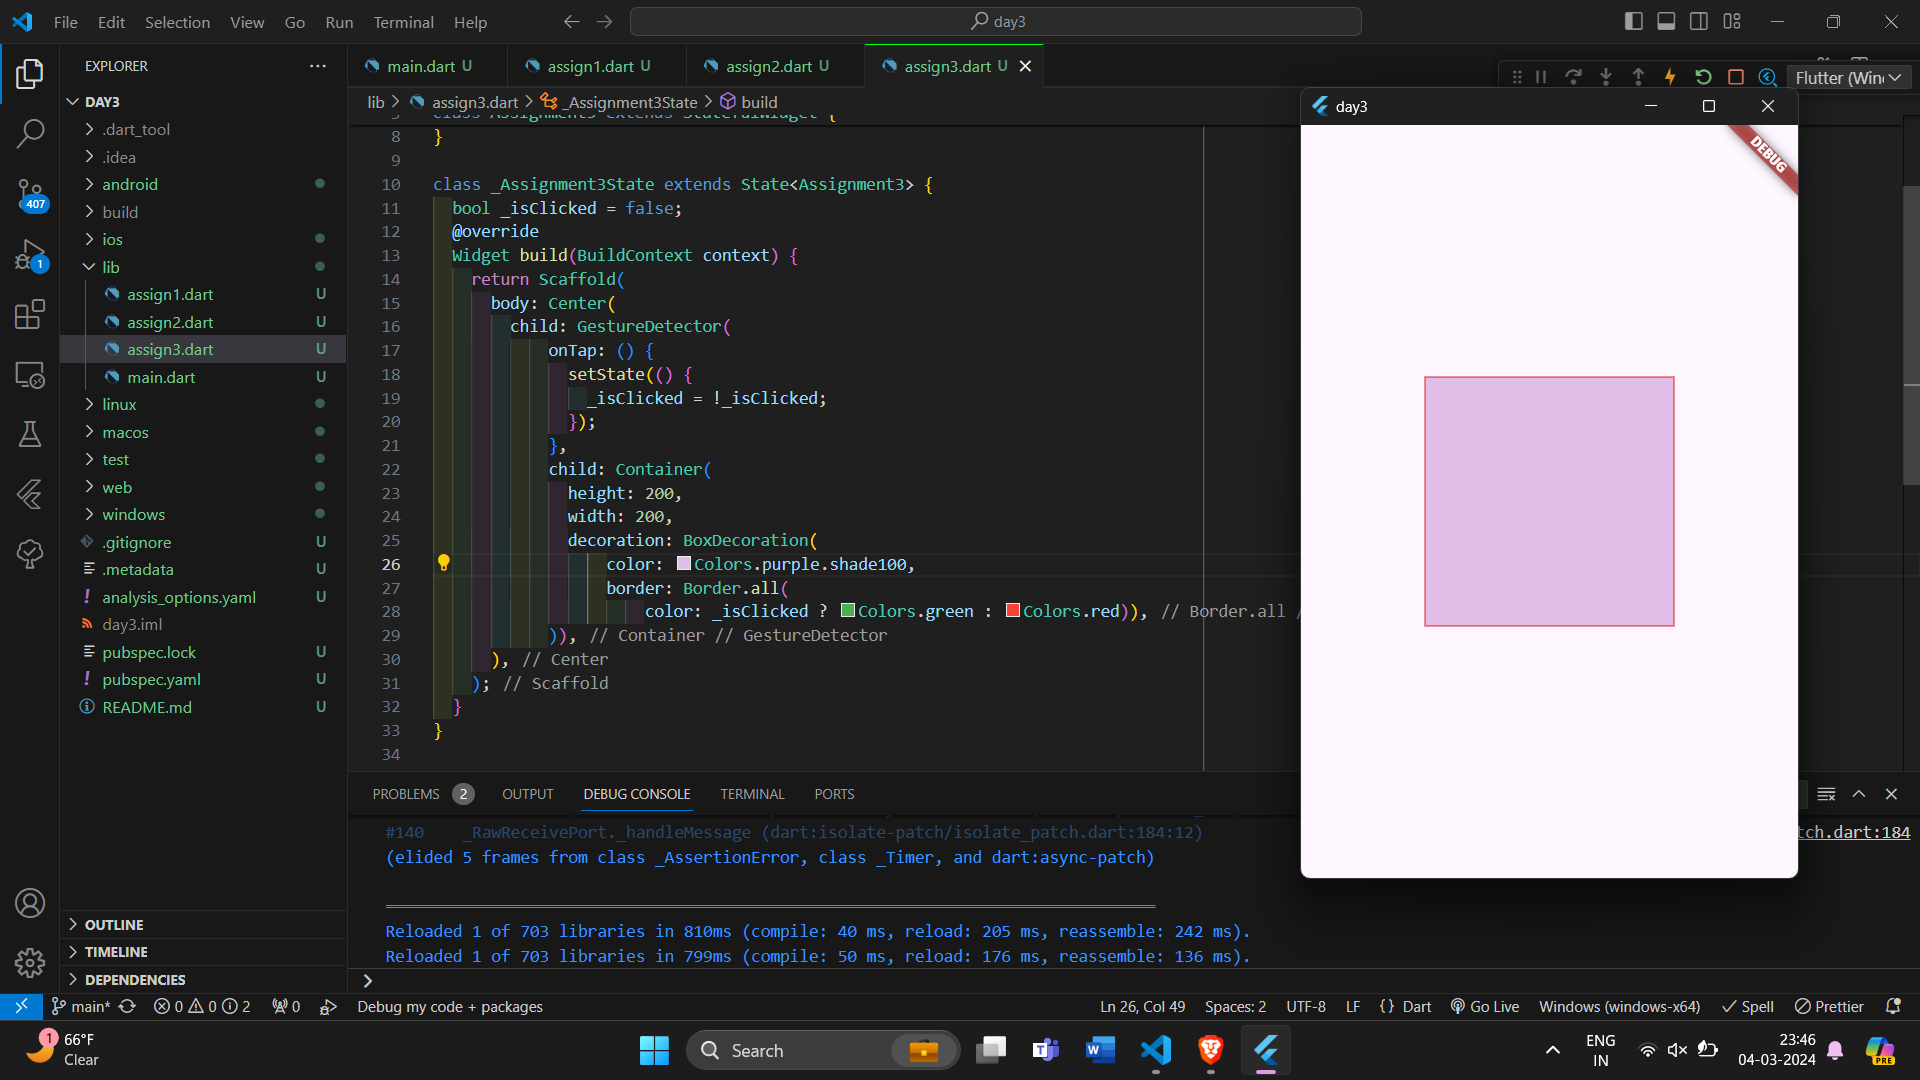 File Edit Selection View Go Run Terminal Help
day3
EXPLORER
DAY3
.dart_tool
.idea
android
build
ios
lib
assign1.dart U
assign2.dart U
assign3.dart U
main.dart U
linux
macos
test
web
windows
.gitignore U
.metadata U
analysis_options.yaml U
day3.iml
pubspec.lock U
pubspec.yaml U
README.md U
OUTLINE
TIMELINE
DEPENDENCIES
407
1
main.dart U assign1.dart U assign2.dart U assign3.dart U
Flutter (Win
lib > assign3.dart > _Assignment3State > build
class Assignment3 extends StatefulWidget {
8 }
9
10 class _Assignment3State extends State<Assignment3> {
11 bool _isClicked = false;
12 @override
13 Widget build(BuildContext context) {
14 return Scaffold(
15 body: Center(
16 child: GestureDetector(
17 onTap: () {
18 setState(() {
19 _isClicked = !_isClicked;
20 });
21 },
22 child: Container(
23 height: 200,
24 width: 200,
25 decoration: BoxDecoration(
26 color: Colors.purple.shade100,
27 border: Border.all(
28 color: _isClicked ? Colors.green : Colors.red)), // Border.all /
29 )), // Container // GestureDetector
30 ), // Center
31 ); // Scaffold
32 }
33 }
34
day3
DEBUG
PROBLEMS 2 OUTPUT DEBUG CONSOLE TERMINAL PORTS
#140 _RawReceivePort._handleMessage (dart:isolate-patch/isolate_patch.dart:184:12)
tch.dart:184
(elided 5 frames from class _AssertionError, class _Timer, and dart:async-patch)
Reloaded 1 of 703 libraries in 810ms (compile: 40 ms, reload: 205 ms, reassemble: 242 ms).
Reloaded 1 of 703 libraries in 799ms (compile: 50 ms, reload: 176 ms, reassemble: 136 ms).
main* 0 0 2 0 Debug my code + packages Ln 26, Col 49 Spaces: 2 UTF-8 LF {} Dart Go Live Windows (windows-x64) Spell Prettier
1
66°F
Clear
Search
ENG
IN
23:46
04-03-2024
PRE